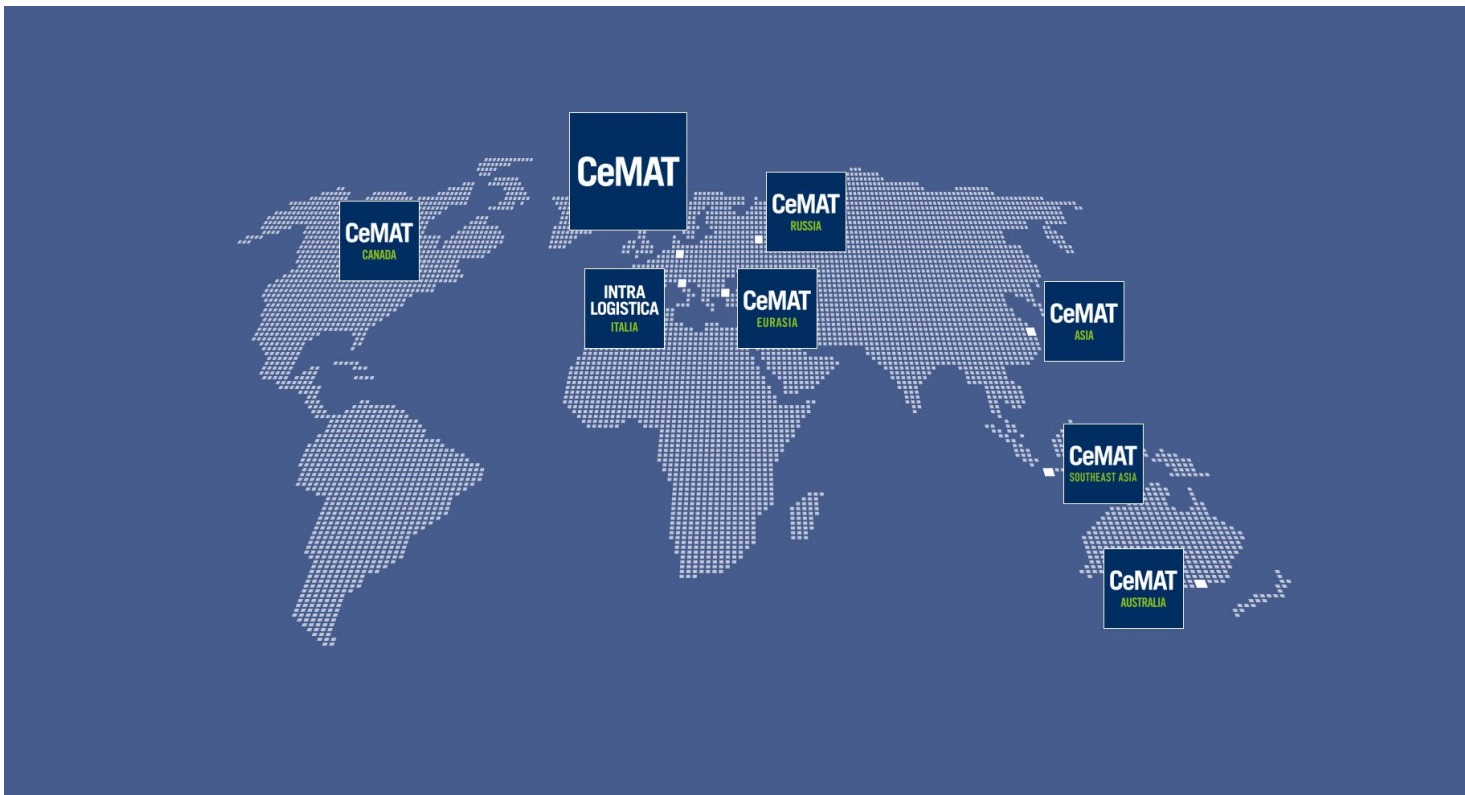 CeMAT
CeMAT
RUSSIA
CeMAT
CANADA
INTRA
LOGISTICA
ITALIA
CeMAT
EURASIA
CeMAT
ASIA
CeMAT
SOUTHEAST ASIA
CeMAT
AUSTRALIA